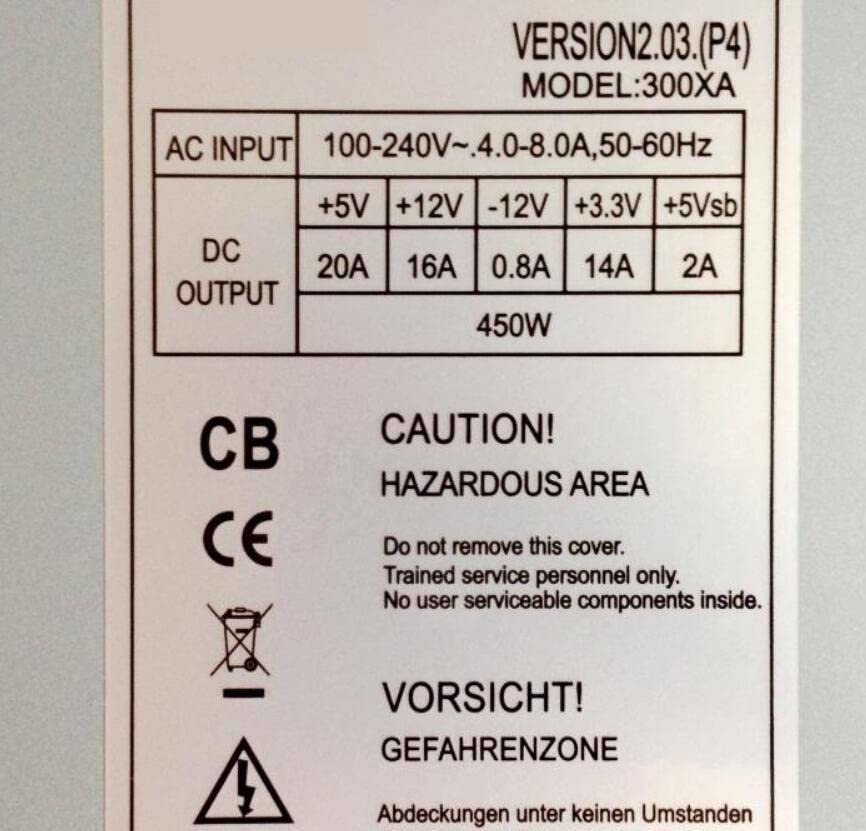 VERSION2.03.(P4)
MODEL:300XA
AC INPUT 100-240V~.4.0-8.0A,50-60Hz
DC OUTPUT
+5V +12V -12V +3.3V +5Vsb
20A 16A 0.8A 14A 2A
450W
CB
CE
CAUTION!
HAZARDOUS AREA
Do not remove this cover.
Trained service personnel only.
No user serviceable components inside.
VORSICHT!
GEFAHRENZONE
Abdeckungen unter keinen Umstanden